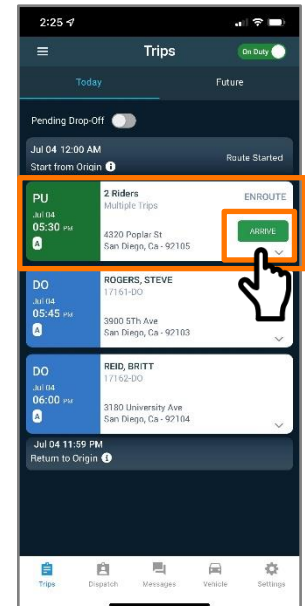 2:25
Trips
On Duty
Today
Future
Pending Drop-Off
Jul 04 12:00 AM
Start from Origin
Route Started
PU
Jul 04
05:30 PM
A
2 Riders
Multiple Trips
4320 Poplar St
San Diego, Ca - 92105
ENROUTE
ARRIVE
DO
Jul 04
05:45 PM
A
ROGERS, STEVE
17161-DO
3900 5Th Ave
San Diego, Ca - 92103
DO
Jul 04
06:00 PM
A
REID, BRITT
17162-DO
3180 University Ave
San Diego, Ca - 92104
Jul 04 11:59 PM
Return to Origin
Trips
Dispatch
Messages
Vehicle
Settings